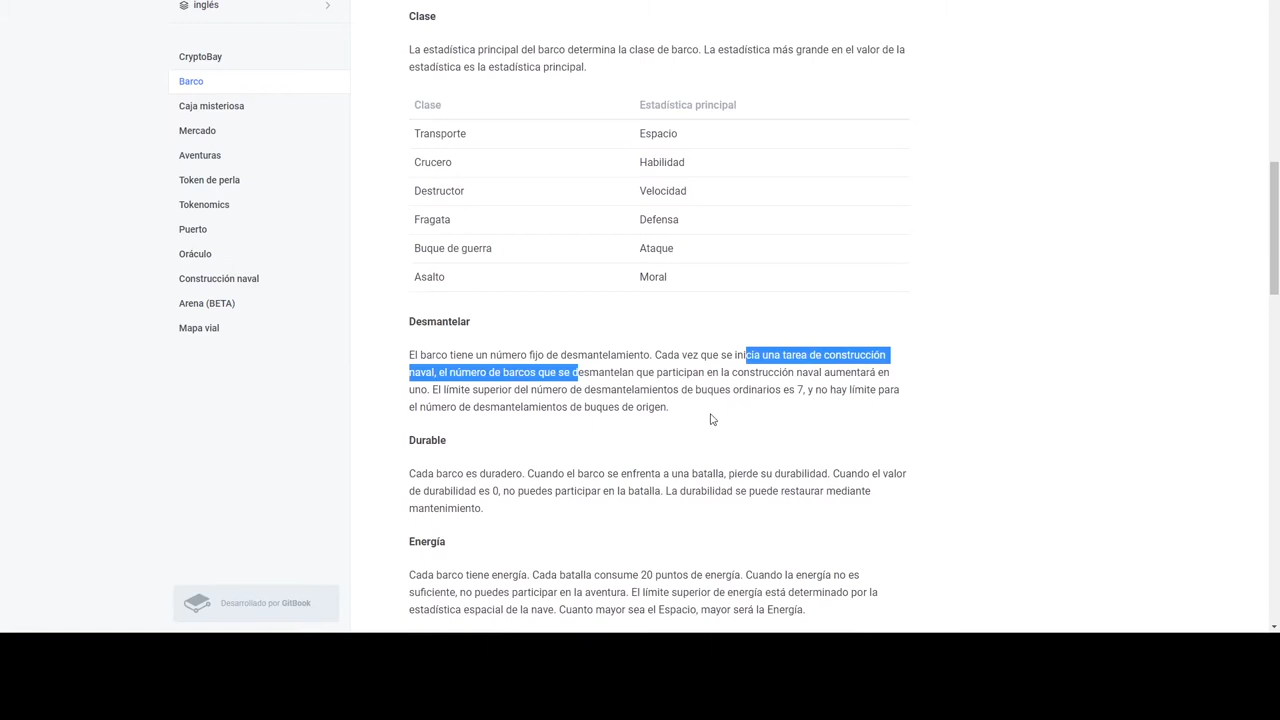 inglés
CryptoBay
Barco
Caja misteriosa
Mercado
Aventuras
Token de perla
Tokenomics
Puerto
Oráculo
Construcción naval
Arena (BETA)
Mapa vial
Desarrollado por GitBook
Clase
La estadística principal del barco determina la clase de barco. La estadística más grande en el valor de la
estadística es la estadística principal.
Clase Estadística principal
Transporte Espacio
Crucero Habilidad
Destructor Velocidad
Fragata Defensa
Buque de guerra Ataque
Asalto Moral
Desmantelar
El barco tiene un número fijo de desmantelamiento. Cada vez que se inicia una tarea de construcción
naval, el número de barcos que se desmantelan que participan en la construcción naval aumentará en
uno. El límite superior del número de desmantelamientos de buques ordinarios es 7, y no hay límite para
el número de desmantelamientos de buques de origen.
Durable
Cada barco es duradero. Cuando el barco se enfrenta a una batalla, pierde su durabilidad. Cuando el valor
de durabilidad es 0, no puedes participar en la batalla. La durabilidad se puede restaurar mediante
mantenimiento.
Energía
Cada barco tiene energía. Cada batalla consume 20 puntos de energía. Cuando la energía no es
suficiente, no puedes participar en la aventura. El límite superior de energía está determinado por la
estadística espacial de la nave. Cuanto mayor sea el Espacio, mayor será la Energía.